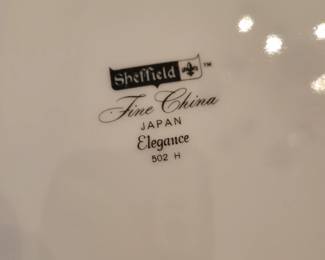 Sheffield ™
Fine China
JAPAN
Elegance
502 H